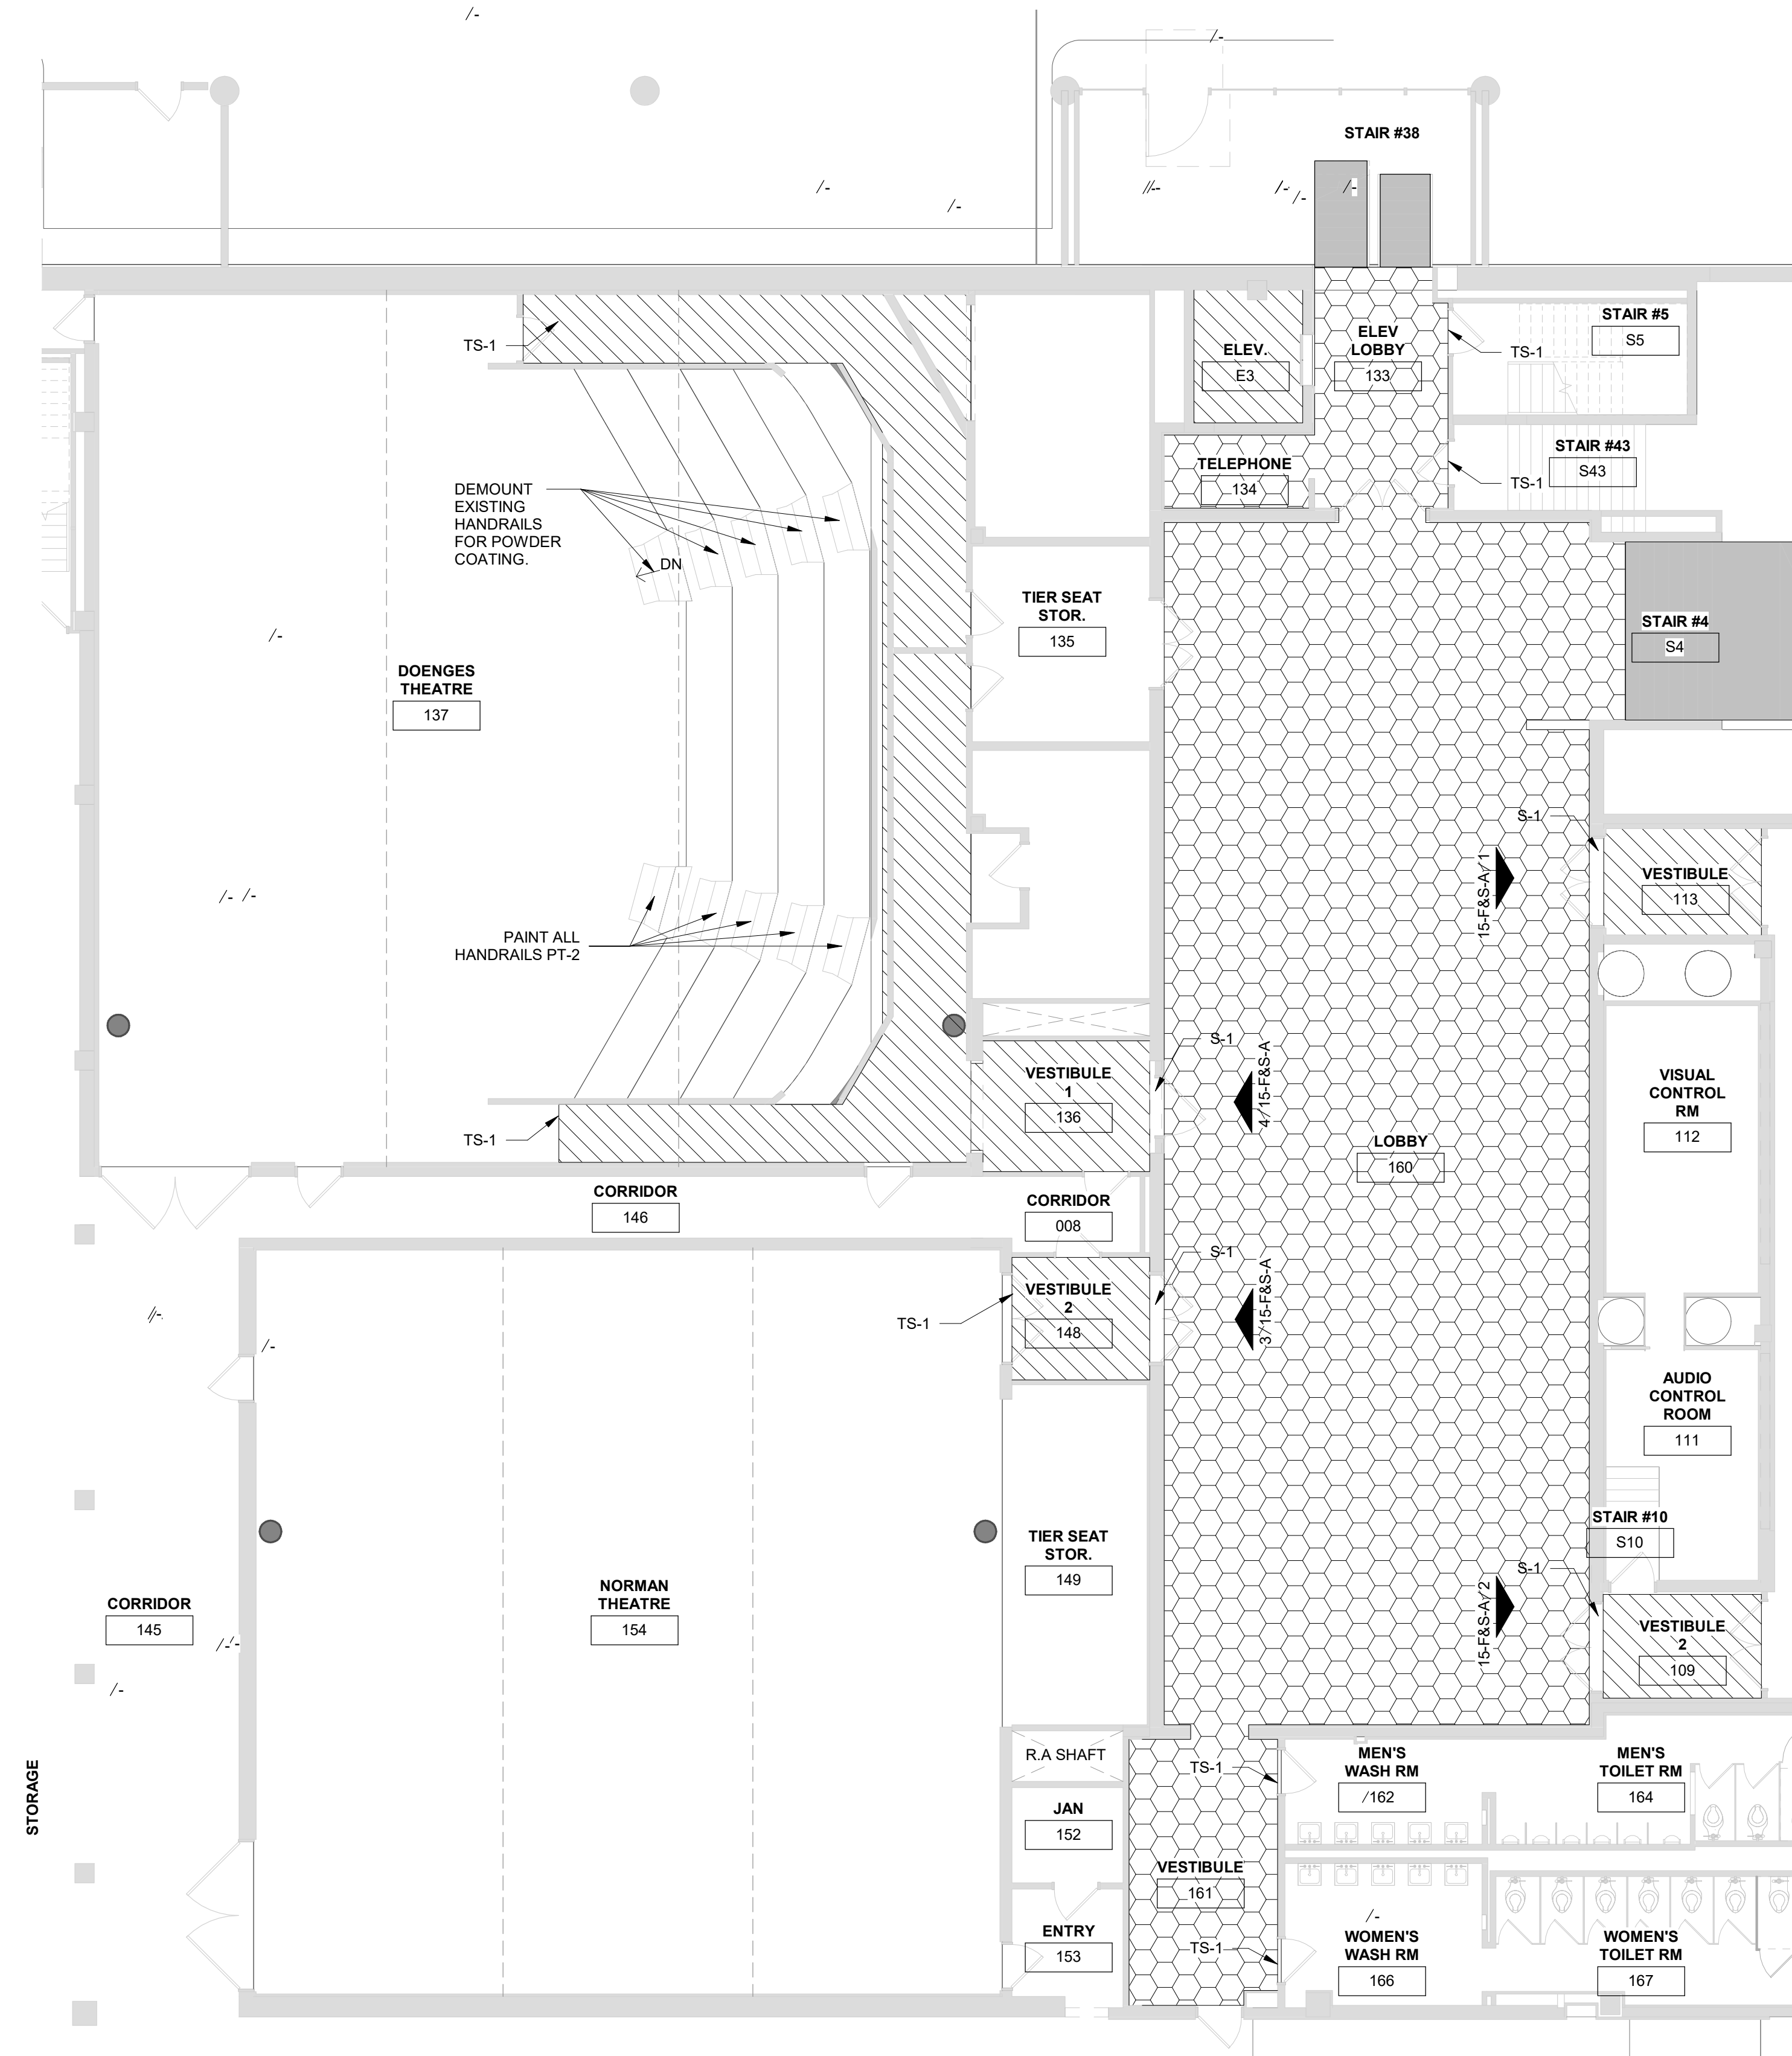 /-
/-
STAIR #38
/-
/-
//-
/-
/-
/-
TS-1
ELEV.
E3
ELEV
LOBBY
133
TS-1
STAIR #5
S5
TELEPHONE
134
STAIR #43
S43
TS-1
DEMOUNT
EXISTING
HANDRAILS
FOR POWDER
COATING.
DN
TIER SEAT
STOR.
135
STAIR #4
S4
/-
DOENGES
THEATRE
137
S-1
15-F&S-A/1
VESTIBULE
113
/- /-
PAINT ALL
HANDRAILS PT-2
S-1
4/15-F&S-A
VESTIBULE
1
136
VISUAL
CONTROL
RM
112
TS-1
LOBBY
160
CORRIDOR
146
CORRIDOR
008
S-1
3/15-F&S-A
VESTIBULE
2
148
TS-1
//-
/-
AUDIO
CONTROL
ROOM
111
STAIR #10
S10
TIER SEAT
STOR.
149
S-1
15-F&S-A/2
VESTIBULE
2
109
CORRIDOR
145
NORMAN
THEATRE
154
/-/-
/-
STORAGE
R.A SHAFT
TS-1
MEN'S
WASH RM
/162
MEN'S
TOILET RM
164
JAN
152
VESTIBULE
161
ENTRY
153
TS-1
/-
WOMEN'S
WASH RM
166
WOMEN'S
TOILET RM
167